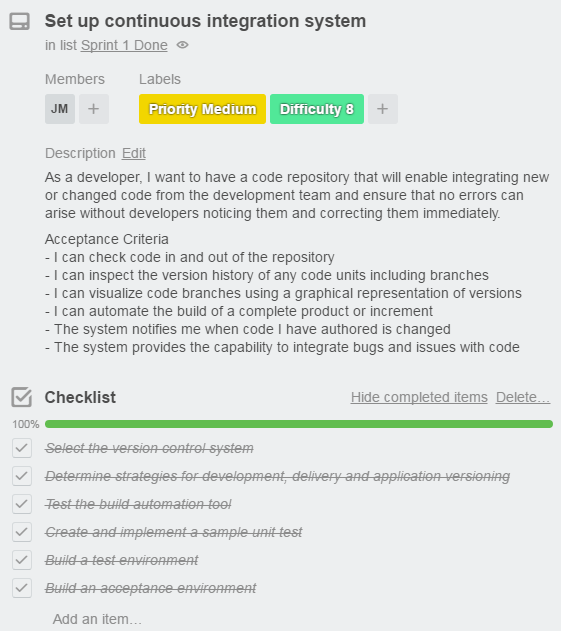 Set up continuous integration system
in list Sprint 1 Done
Members
Labels
JM
+
Priority Medium
Difficulty 8
+
Description Edit
As a developer, I want to have a code repository that will enable integrating new
or changed code from the development team and ensure that no errors can
arise without developers noticing them and correcting them immediately.
Acceptance Criteria
- I can check code in and out of the repository
- I can inspect the version history of any code units including branches
- I can visualize code branches using a graphical representation of versions
- I can automate the build of a complete product or increment
- The system notifies me when code I have authored is changed
- The system provides the capability to integrate bugs and issues with code
Checklist
Hide completed items Delete...
100%
Select the version control system
Determine strategies for development, delivery and application versioning
Test the build automation tool
Create and implement a sample unit test
Build a test environment
Build an acceptance environment
Add an item...